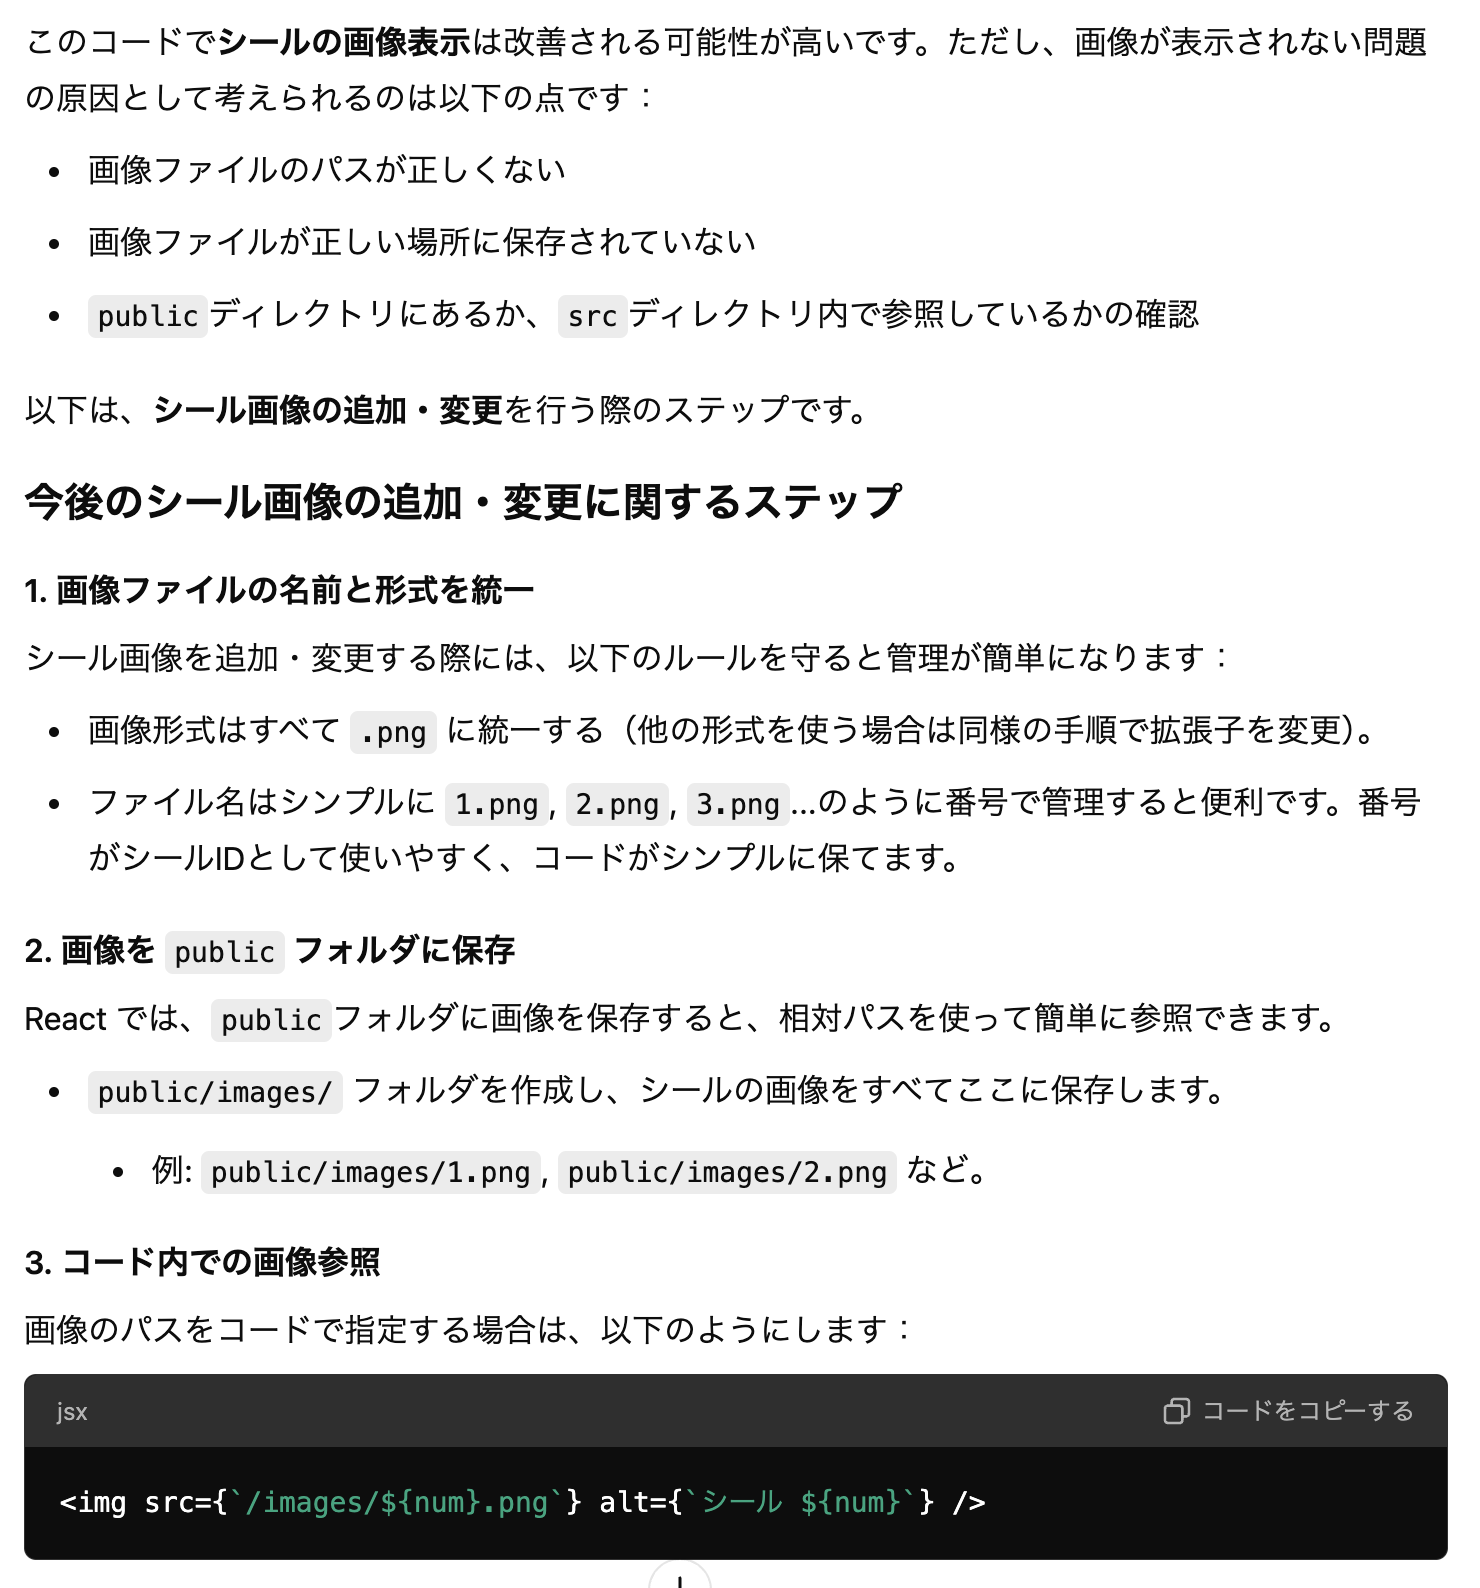 このコードでシールの画像表示は改善される可能性が高いです。ただし、画像が表示されない問題
の原因として考えられるのは以下の点です：
• 画像ファイルのパスが正しくない
• 画像ファイルが正しい場所に保存されていない
• publicディレクトリにあるか、srcディレクトリ内で参照しているかの確認
以下は、シール画像の追加・変更を行う際のステップです。
今後のシール画像の追加・変更に関するステップ
1. 画像ファイルの名前と形式を統一
シール画像を追加・変更する際には、以下のルールを守ると管理が簡単になります：
• 画像形式はすべて .png に統一する（他の形式を使う場合は同様の手順で拡張子を変更）。
• ファイル名はシンプルに 1.png, 2.png, 3.png...のように番号で管理すると便利です。番号
がシールIDとして使いやすく、コードがシンプルに保てます。
2. 画像を public フォルダに保存
React では、publicフォルダに画像を保存すると、相対パスを使って簡単に参照できます。
• public/images/ フォルダを作成し、シールの画像をすべてここに保存します。
• 例: public/images/1.png, public/images/2.png など。
3. コード内での画像参照
画像のパスをコードで指定する場合は、以下のようにします：
jsx コードをコピーする
<img src={`/images/${num}.png`} alt={`シール ${num}`} />